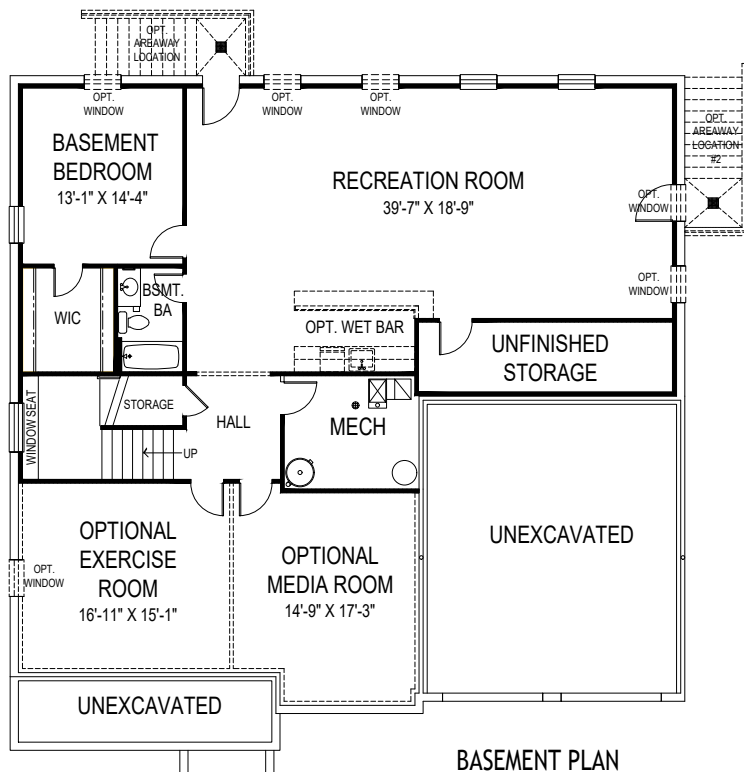 OPT.
AREAWAY
LOCATION
OPT.
WINDOW
OPT.
WINDOW
OPT.
WINDOW
BASEMENT
BEDROOM
13'-1" X 14'-4"
RECREATION ROOM
39'-7" X 18'-9"
OPT.
AREAWAY
LOCATION
#2
OPT.
WINDOW
OPT.
WINDOW
WIC
BSMT.
BA
OPT. WET BAR
UNFINISHED
STORAGE
WINDOW SEAT
STORAGE
HALL
UP
MECH
OPTIONAL
EXERCISE
ROOM
16'-11" X 15'-1"
OPT.
WINDOW
OPTIONAL
MEDIA ROOM
14'-9" X 17'-3"
UNEXCAVATED
UNEXCAVATED
BASEMENT PLAN